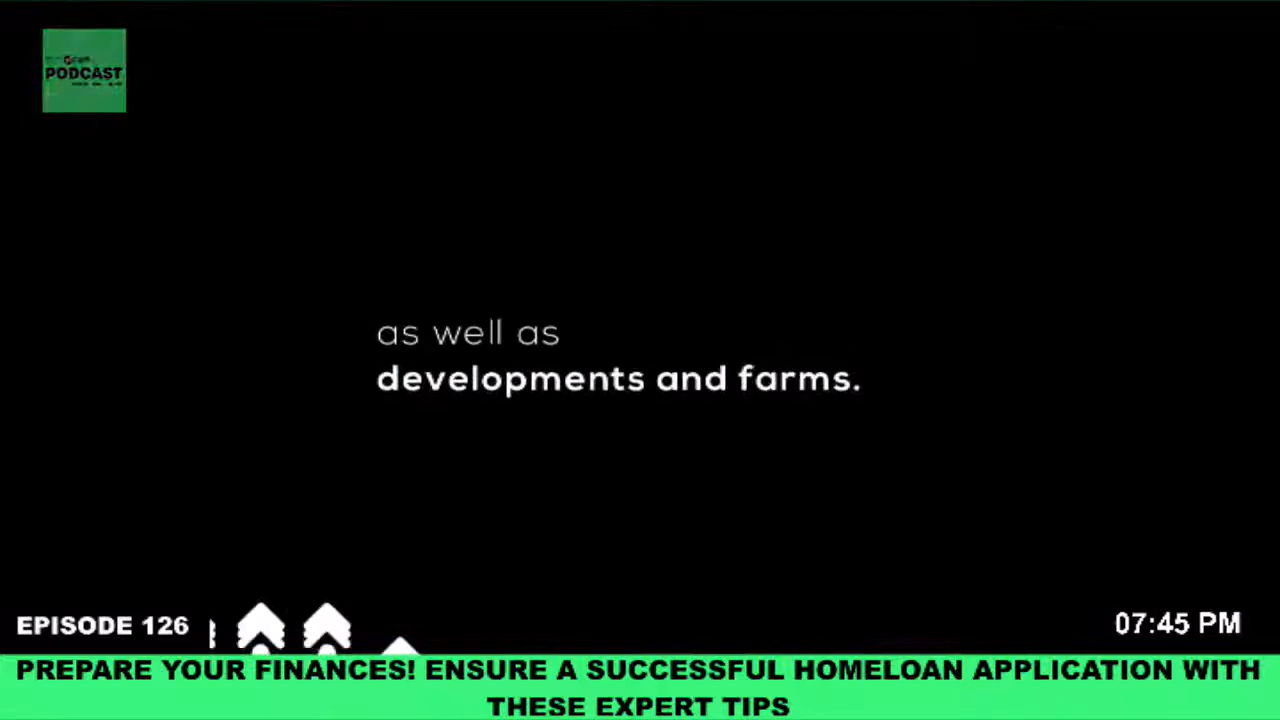 PODCAST
as well as
developments and farms.
EPISODE 126
07:45 PM
PREPARE YOUR FINANCES! ENSURE A SUCCESSFUL HOMELOAN APPLICATION WITH
THESE EXPERT TIPS